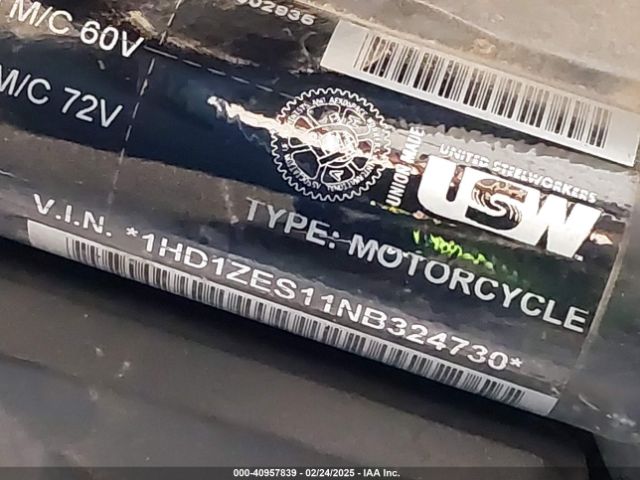 M/C 60V
M/C 72V
UNION MADE
UNITED STEELWORKERS
USW
TYPE: MOTORCYCLE
V.I.N. *1HD1ZES11NB324730*
000-40957839 - 02/24/2025 - IAA Inc.